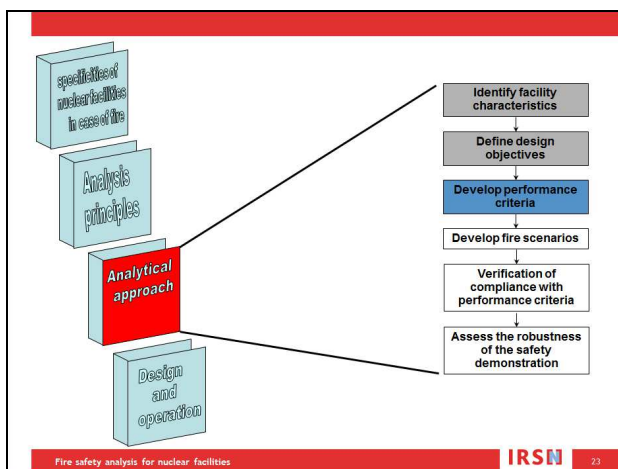 specificities of
nuclear facilities
in case of fire
Analysis
principles
Analytical
approach
Design
and
operation
Identify facility
characteristics
Define design
objectives
Develop performance
criteria
Develop fire scenarios
Verification of
compliance with
performance criteria
Assess the robustness
of the safety
demonstration
Fire safety analysis for nuclear facilities
IRSN
23